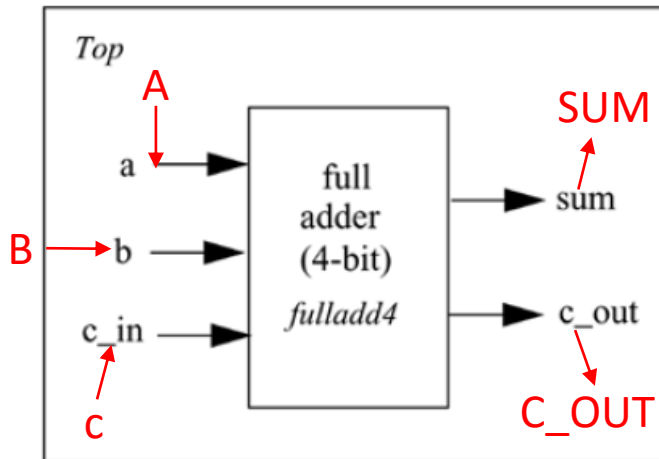 Top
A
SUM
a
full
adder
(4-bit)
fulladd4
sum
B
b
c_in
c_out
c
C_OUT